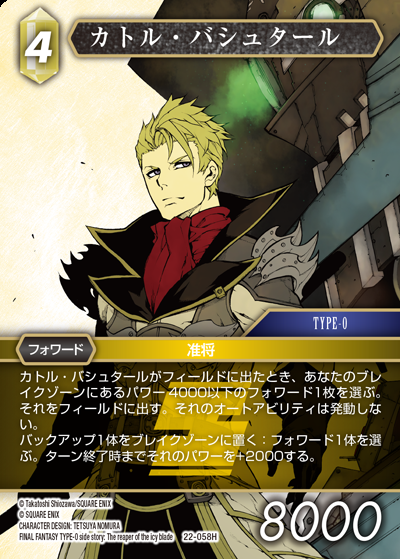 4
カトル・バシュタール
TYPE-0
フォワード
准将
カトル・バシュタールがフィールドに出たとき、あなたのブレ
イクゾーンにあるパワー4000以下のフォワード1枚を選ぶ。
それをフィールドに出す。それのオートアビリティは発動しな
い。
バックアップ1体をブレイクゾーンに置く：フォワード1体を選
ぶ。ターン終了時までそれのパワーを+2000する。
© Takatoshi Shiozawa/SQUARE ENIX
© SQUARE ENIX
CHARACTER DESIGN: TETSUYA NOMURA
FINAL FANTASY TYPE-0 side story: The reaper of the icy blade
22-058H
8000